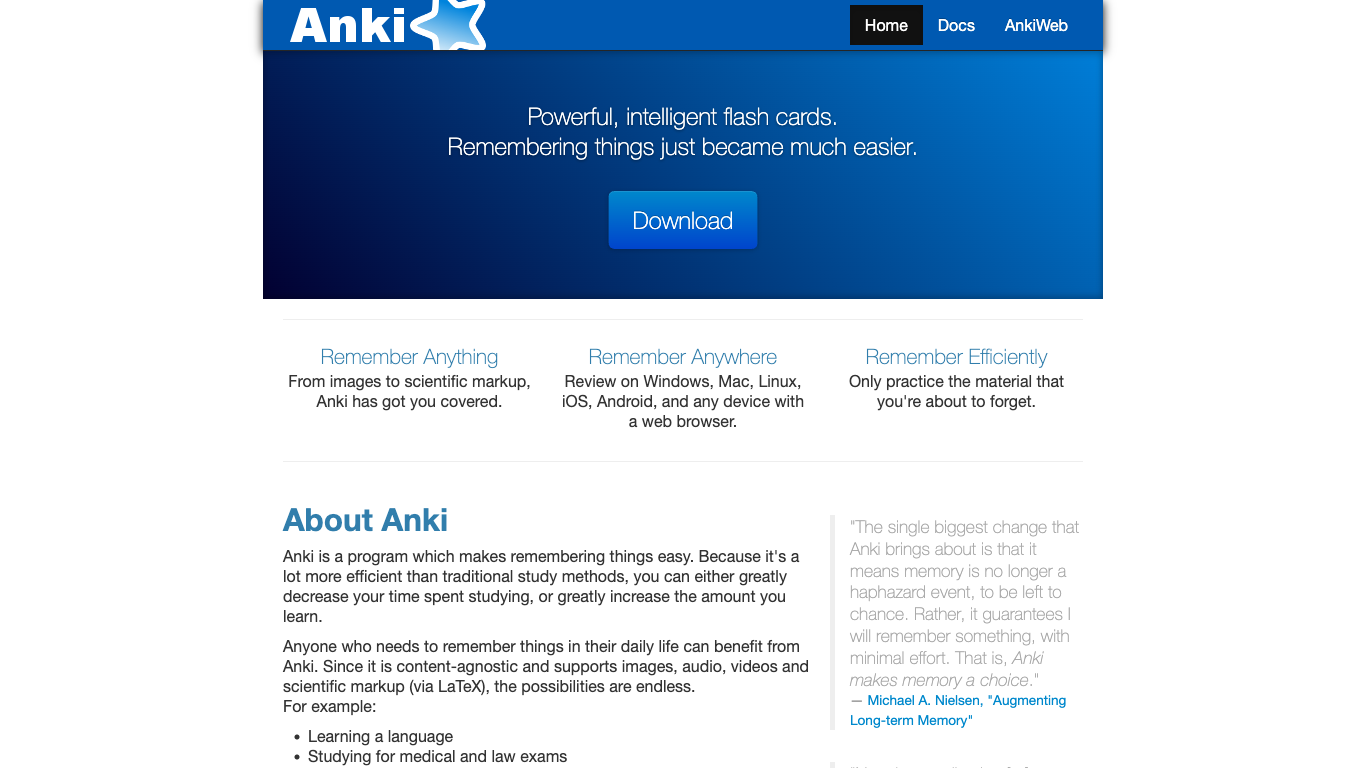 Anki
Home Docs AnkiWeb
Powerful, intelligent flash cards.
Remembering things just became much easier.
Download
Remember Anything
From images to scientific markup,
Anki has got you covered.
Remember Anywhere
Review on Windows, Mac, Linux,
iOS, Android, and any device with
a web browser.
Remember Efficiently
Only practice the material that
you're about to forget.
About Anki
Anki is a program which makes remembering things easy. Because it's a
lot more efficient than traditional study methods, you can either greatly
decrease your time spent studying, or greatly increase the amount you
learn.
Anyone who needs to remember things in their daily life can benefit from
Anki. Since it is content-agnostic and supports images, audio, videos and
scientific markup (via LaTeX), the possibilities are endless.
For example:
• Learning a language
• Studying for medical and law exams
"The single biggest change that
Anki brings about is that it
means memory is no longer a
haphazard event, to be left to
chance. Rather, it guarantees I
will remember something, with
minimal effort. That is, Anki
makes memory a choice."
— Michael A. Nielsen, "Augmenting
Long-term Memory"